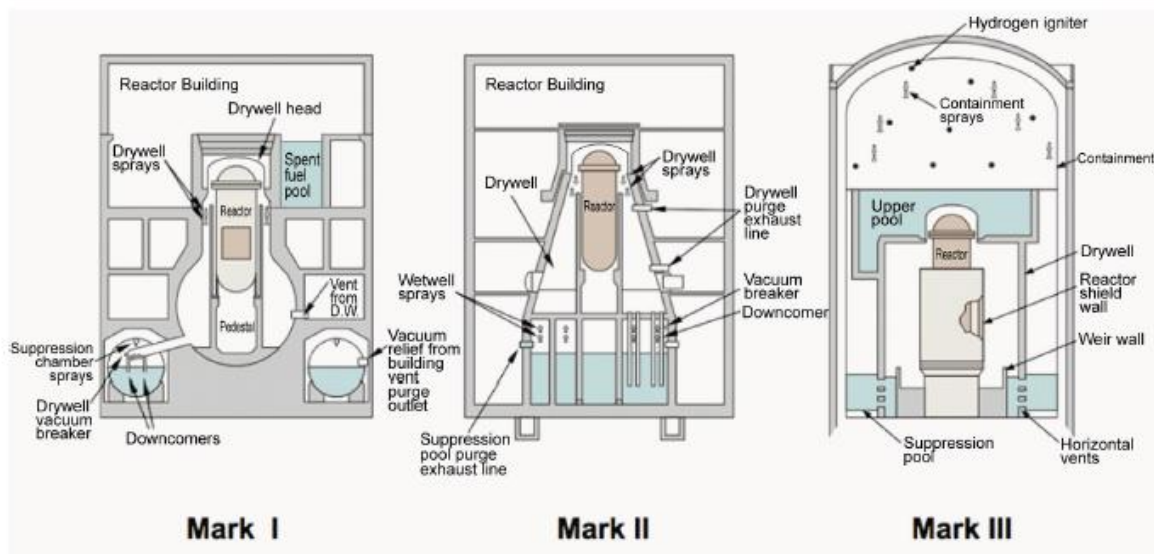 Reactor Building
Drywell head
Drywell
sprays
Spent
fuel
pool
Reactor
Vent
from
D.W.
Pedestal
Suppression
chamber
sprays
Drywell
vacuum
breaker
Downcomers
Vacuum
relief from
building
vent
purge
outlet
Mark I
Reactor Building
Drywell
sprays
Drywell
Reactor
Drywell
purge
exhaust
line
Wetwell
sprays
Vacuum
breaker
Downcomer
Suppression
pool purge
exhaust line
Mark II
Hydrogen igniter
Containment
sprays
Containment
Upper
pool
Reactor
Drywell
Reactor
shield
wall
Weir wall
Suppression
pool
Horizontal
vents
Mark III